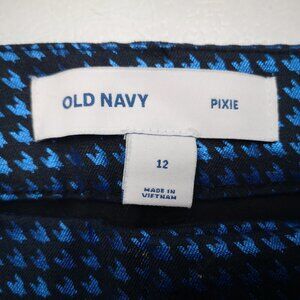 OLD NAVY PIXIE
12
MADE IN
VIETNAM